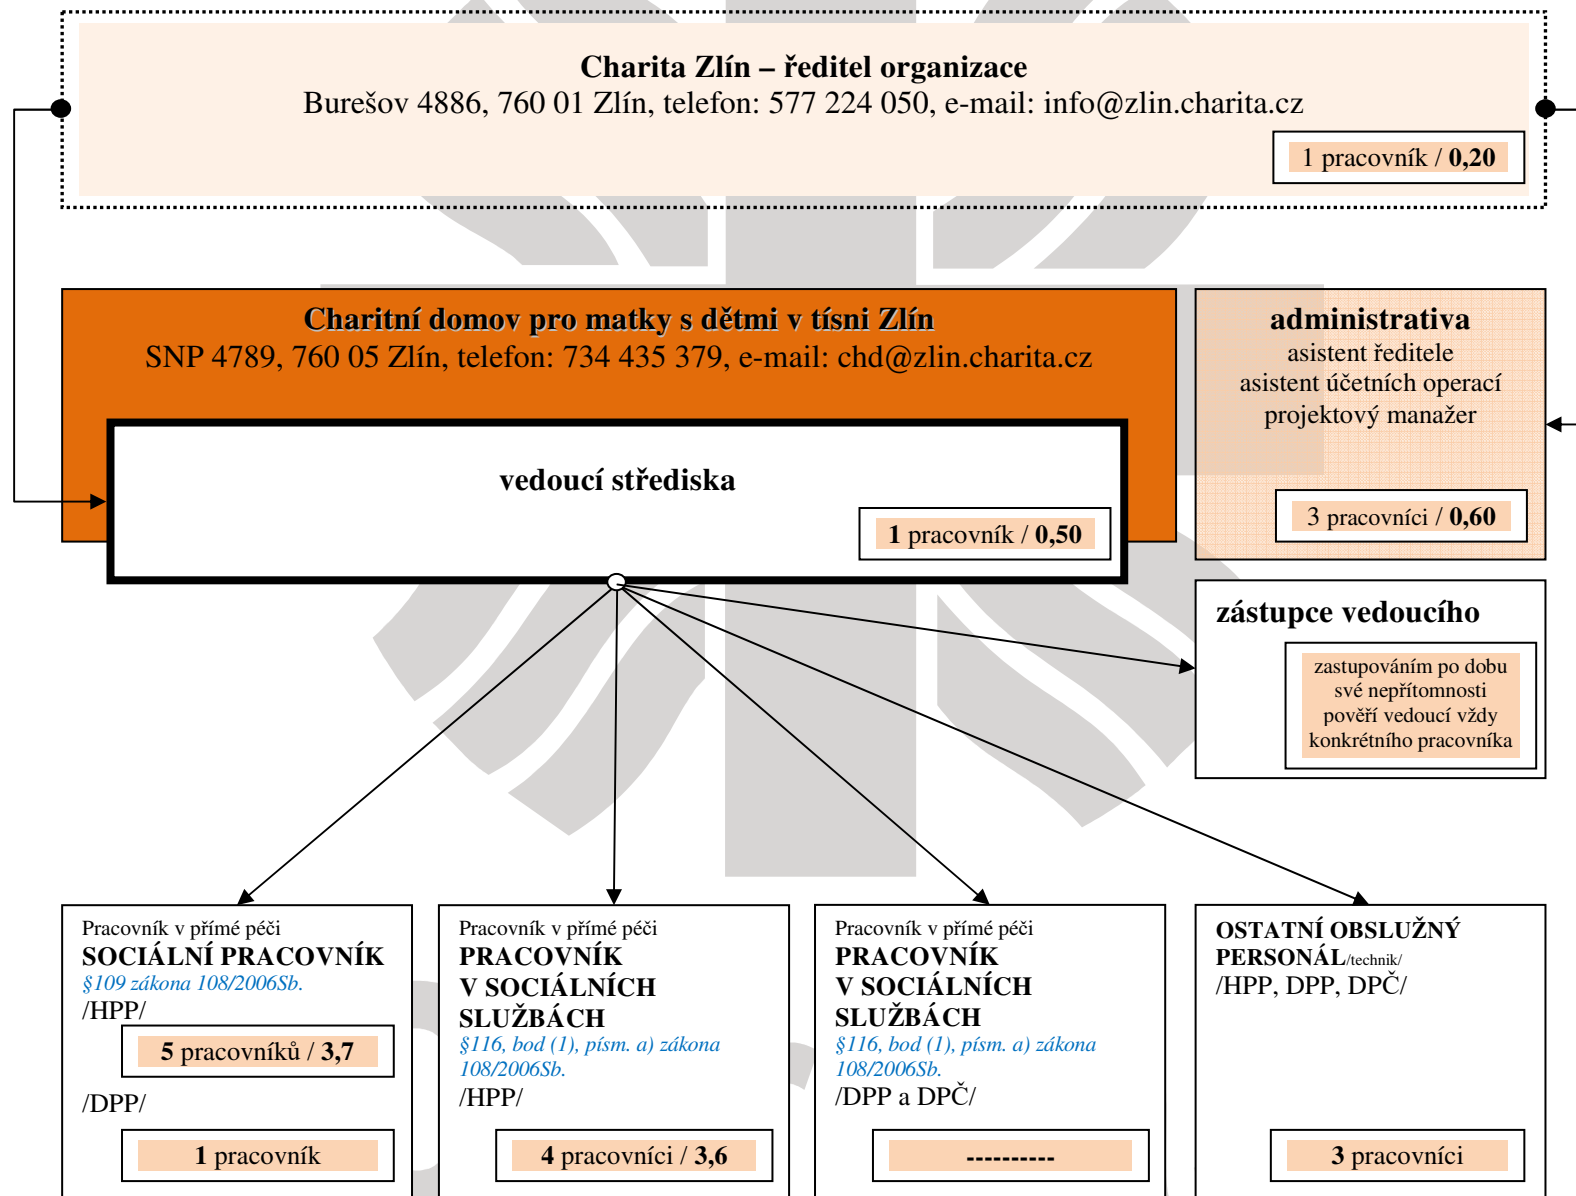 Charita Zlín – ředitel organizace
Burešov 4886, 760 01 Zlín, telefon: 577 224 050, e-mail: info@zlin.charita.cz
1 pracovník / 0,20
Charitní domov pro matky s dětmi v tísni Zlín
SNP 4789, 760 05 Zlín, telefon: 734 435 379, e-mail: chd@zlin.charita.cz
vedoucí střediska
1 pracovník / 0,50
administrativa
asistent ředitele
asistent účetních operací
projektový manažer
3 pracovníci / 0,60
zástupce vedoucího
zastupováním po dobu
své nepřítomnosti
pověří vedoucí vždy
konkrétního pracovníka
Pracovník v přímé péči
SOCIÁLNÍ PRACOVNÍK
§109 zákona 108/2006Sb.
/HPP/
5 pracovníků / 3,7
/DPP/
1 pracovník
Pracovník v přímé péči
PRACOVNÍK
V SOCIÁLNÍCH
SLUŽBÁCH
§116, bod (1), písm. a) zákona
108/2006Sb.
/HPP/
4 pracovníci / 3,6
Pracovník v přímé péči
PRACOVNÍK
V SOCIÁLNÍCH
SLUŽBÁCH
§116, bod (1), písm. a) zákona
108/2006Sb.
/DPP a DPČ/
----------
OSTATNÍ OBSLUŽNÝ
PERSONÁL/technik/
/HPP, DPP, DPČ/
3 pracovníci